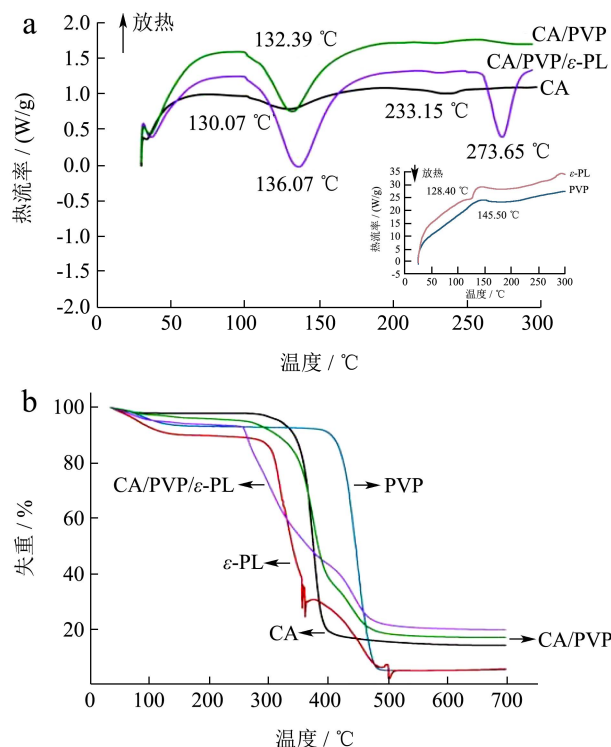 a
放热
132.39 ℃
CA/PVP
CA/PVP/ε-PL
CA
130.07 ℃
233.15 ℃
136.07 ℃
273.65 ℃
热流率 / (W/g)
2.0
1.5
1.0
0.5
0.0
-0.5
1.0
1.5
2.0
0 50 100 150 200 250 300
温度 / ℃
放热
128.40 ℃
145.50 ℃
ε-PL
PVP
热流率 / (W/g)
35
30
25
20
15
10
5
0
-5
0 50 100 150 200 250 300
温度 / ℃
b
100
80
60
40
20
失重 / %
CA/PVP/ε-PL
PVP
ε-PL
CA
CA/PVP
0 100 200 300 400 500 600 700
温度 / ℃